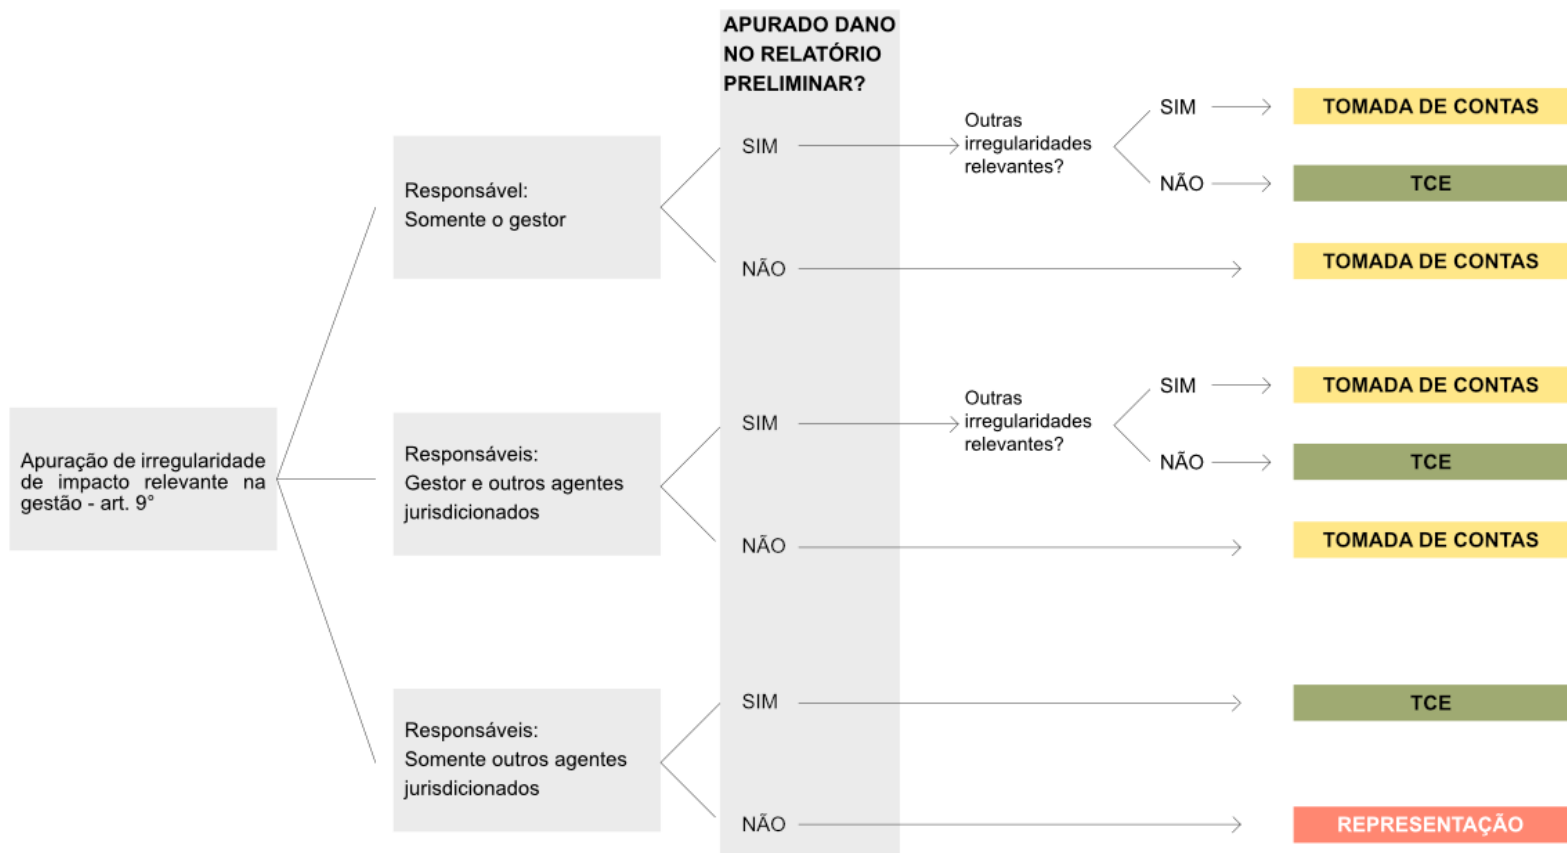 APURADO DANO
NO RELATÓRIO
PRELIMINAR?
Apuração de irregularidade
de impacto relevante na
gestão - art. 9°
Responsável:
Somente o gestor
SIM
Outras
irregularidades
relevantes?
SIM
TOMADA DE CONTAS
NÃO
TCE
NÃO
TOMADA DE CONTAS
Responsáveis:
Gestor e outros agentes
jurisdicionados
SIM
Outras
irregularidades
relevantes?
SIM
TOMADA DE CONTAS
NÃO
TCE
NÃO
TOMADA DE CONTAS
Responsáveis:
Somente outros agentes
jurisdicionados
SIM
TCE
NÃO
REPRESENTAÇÃO